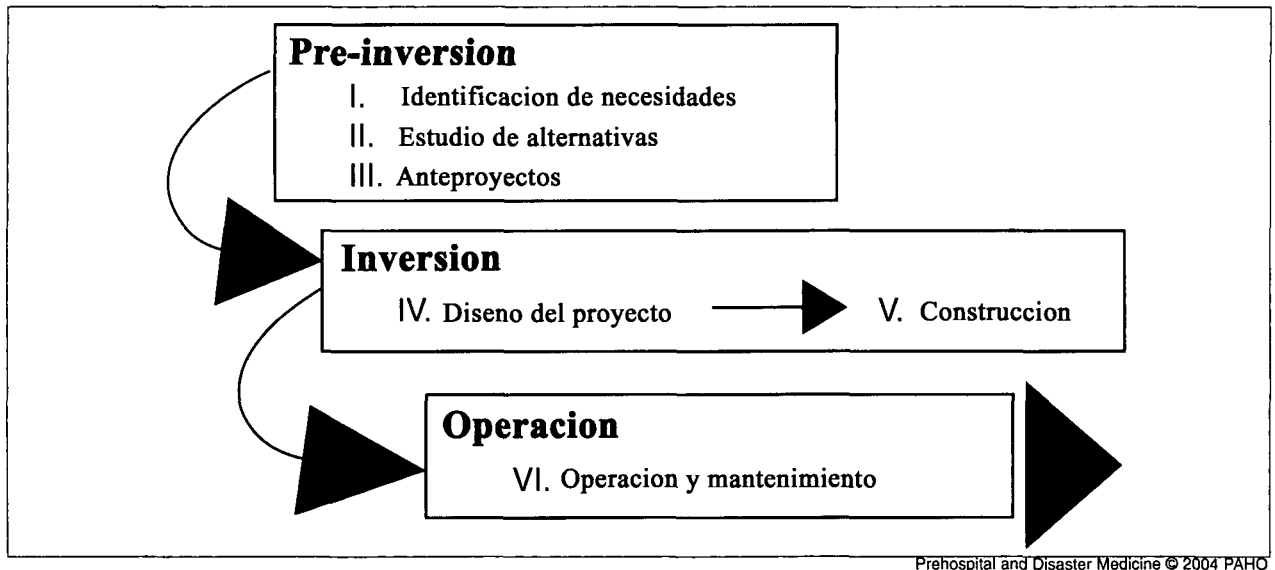 Pre-inversion
I. Identificacion de necesidades
II. Estudio de alternativas
III. Anteproyectos
Inversion
IV. Diseno del proyecto V. Construccion
Operacion
VI. Operacion y mantenimiento
Prehospital and Disaster Medicine © 2004 PAHO